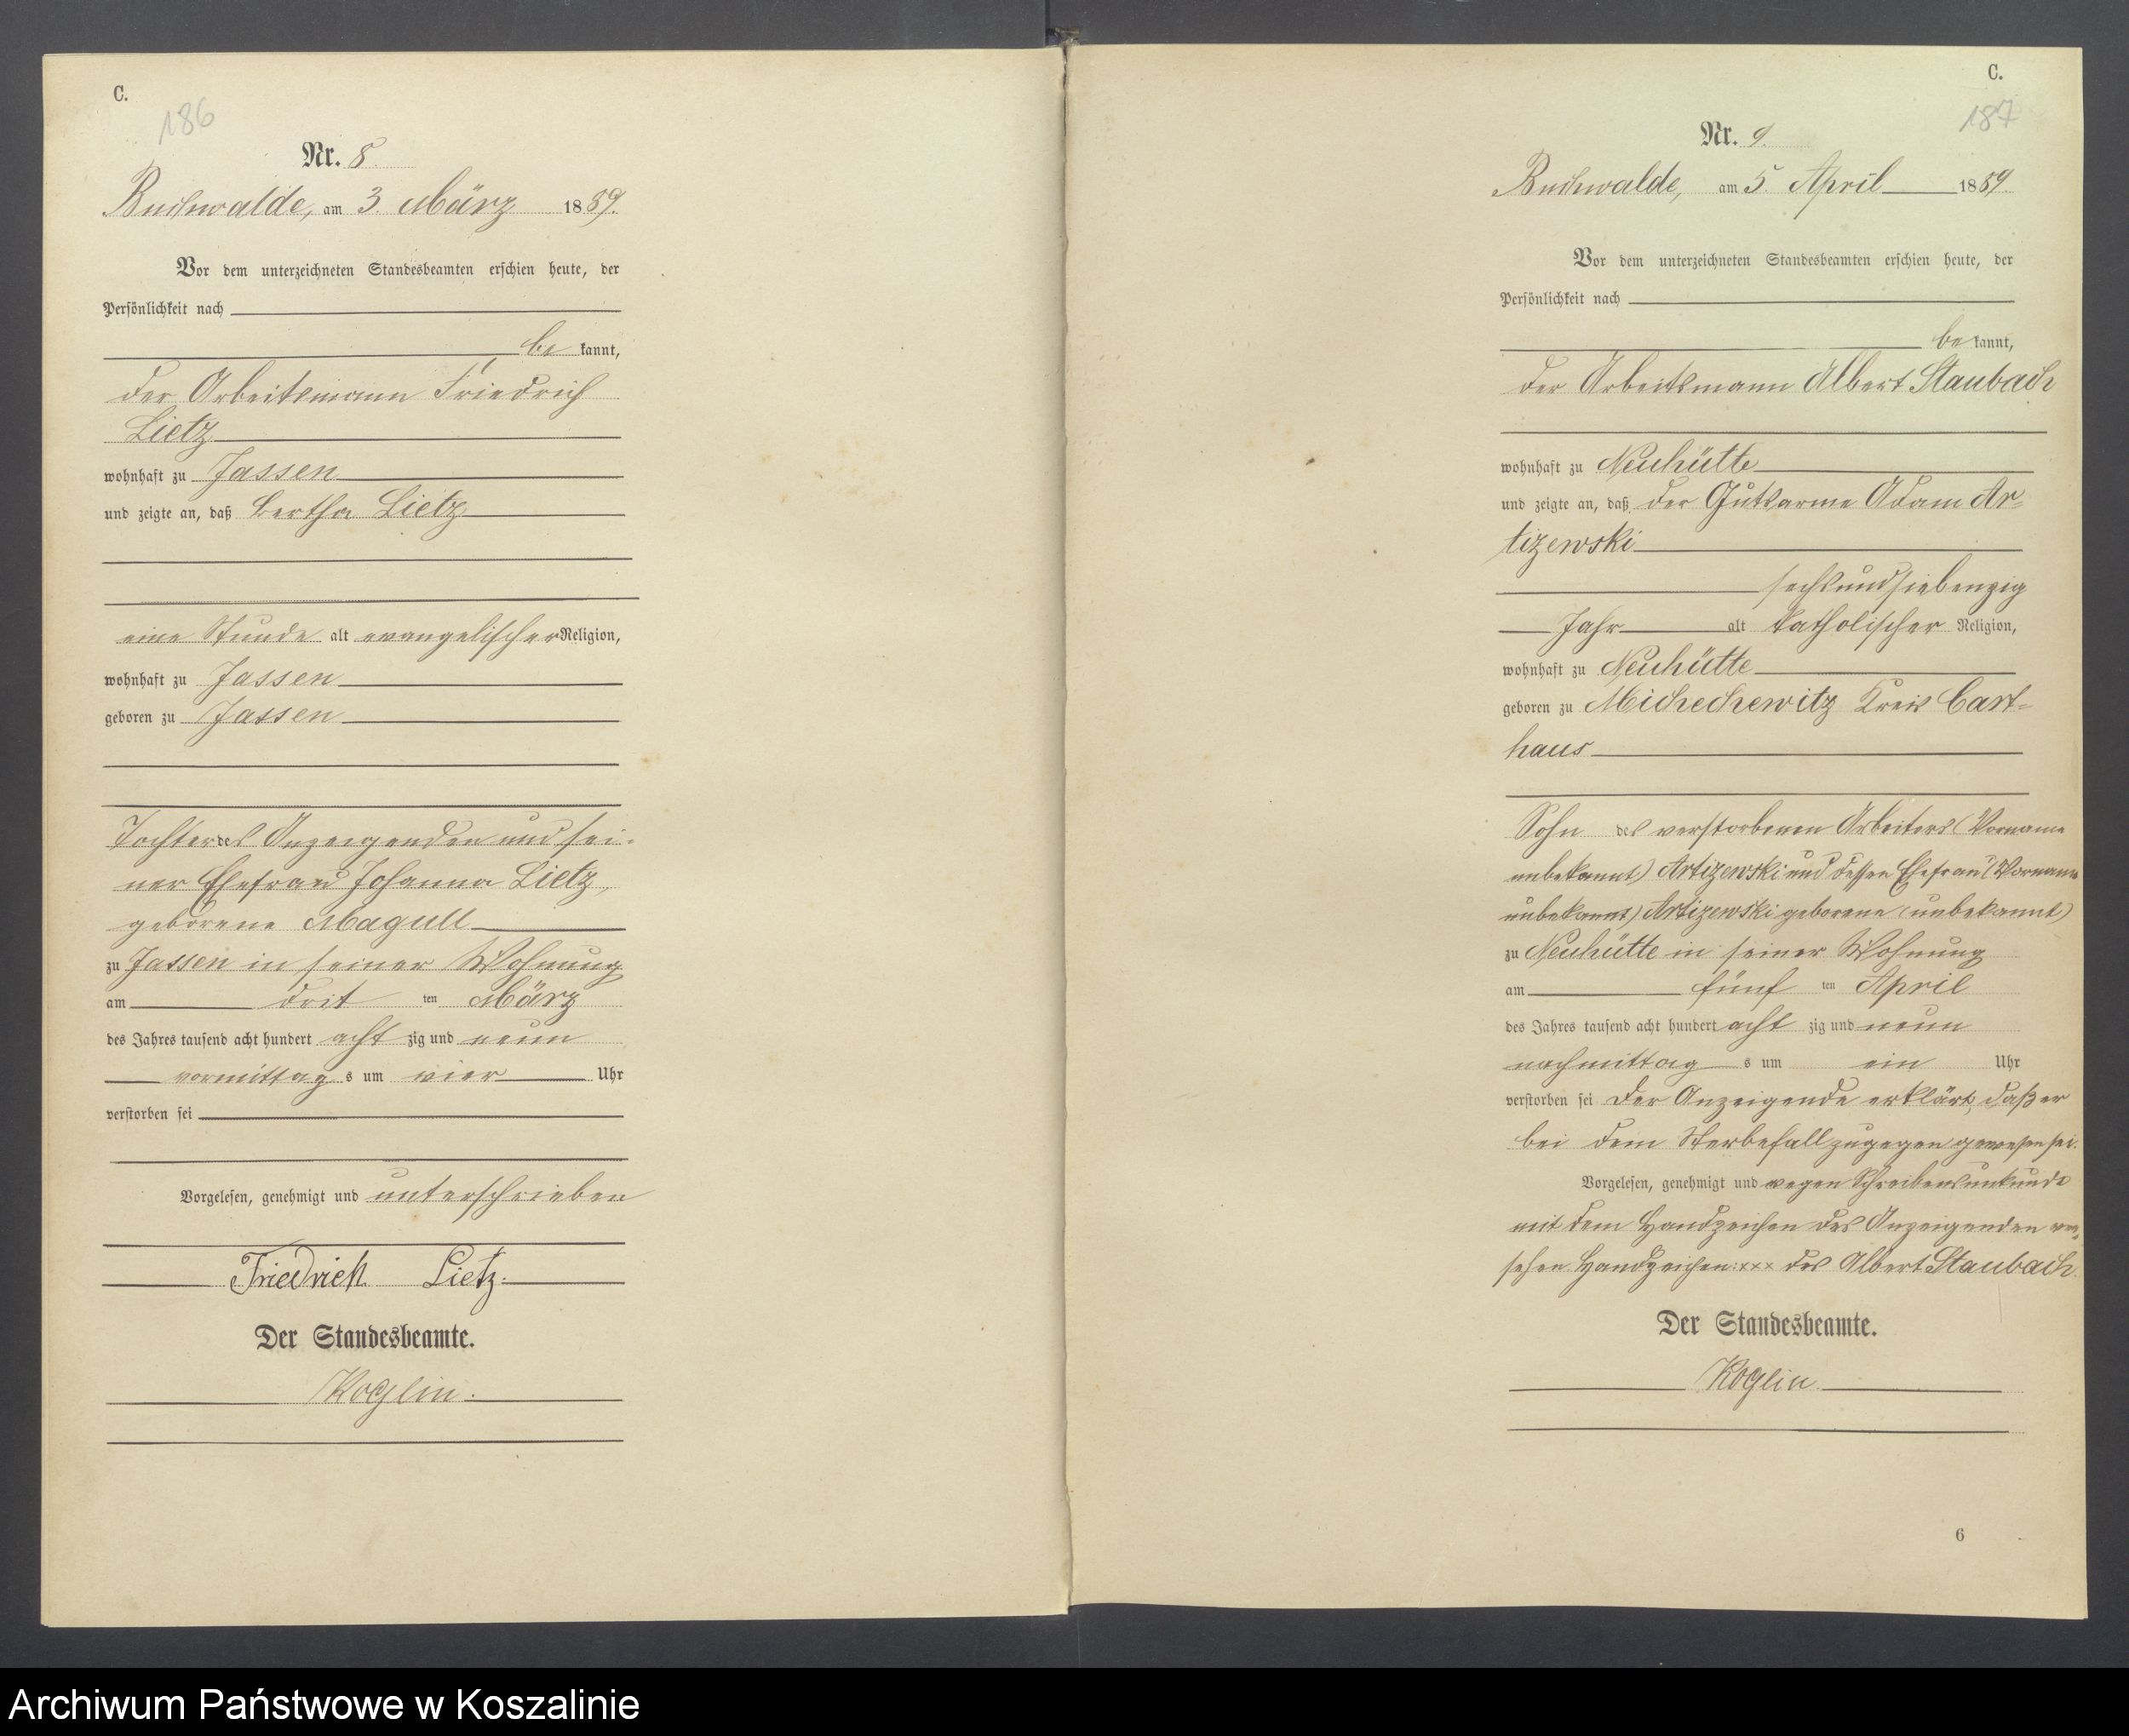 C.
186
Nr. 8.
Buchwalde, am 3 März 1889.
Vor dem unterzeichneten Standesbeamten erschien heute, der
Persönlichkeit nach
be kannt,
der Arbeitsmann Friedrich
Lietz
wohnhaft zu Jassen
und zeigte an, daß Bertha Lietz
eine Stunde alt evangelischer Religion,
wohnhaft zu Jassen
geboren zu Jassen
Tochter des Anzeigenden und sei-
ner Ehefrau Johanna Lietz,
geborene Magull
zu Jassen in seiner Wohnung
am drit ten März
des Jahres tausend acht hundert acht zig und neun
vormittag s um vier Uhr
verstorben sei
Vorgelesen, genehmigt und unterschrieben
Friedrich Lietz.
Der Standesbeamte.
Koglin.
C.
187
Nr. 9.
Buchwalde, am 5. April 1889
Vor dem unterzeichneten Standesbeamten erschien heute, der
Persönlichkeit nach
be kannt,
der Arbeitsmann Albert Staubach
wohnhaft zu Neuhütte
und zeigte an, daß der Gutsarme Adam Ar-
tizewski
sechsundsiebenzig
Jahr alt katholischer Religion,
wohnhaft zu Neuhütte
geboren zu Michechewitz Kreis Cart-
haus
Sohn des verstorbenen Arbeiters (Vorname
unbekannt) Artizewski und dessen Ehefrau (Vorname
unbekannt) Artizewski geborene (unbekannt)
zu Neuhütte in seiner Wohnung
am fünf ten April
des Jahres tausend acht hundert acht zig und neun
nachmittag s um ein Uhr
verstorben sei der Anzeigende erklärt, daß er
bei dem Sterbefall zugegen gewesen sei.
Vorgelesen, genehmigt und wegen Schreibensunkunde
mit dem Handzeichen des Anzeigenden ver-
sehen Handzeichen: xxx des Albert Staubach.
Der Standesbeamte.
Koglin
6
Archiwum Państwowe w Koszalinie